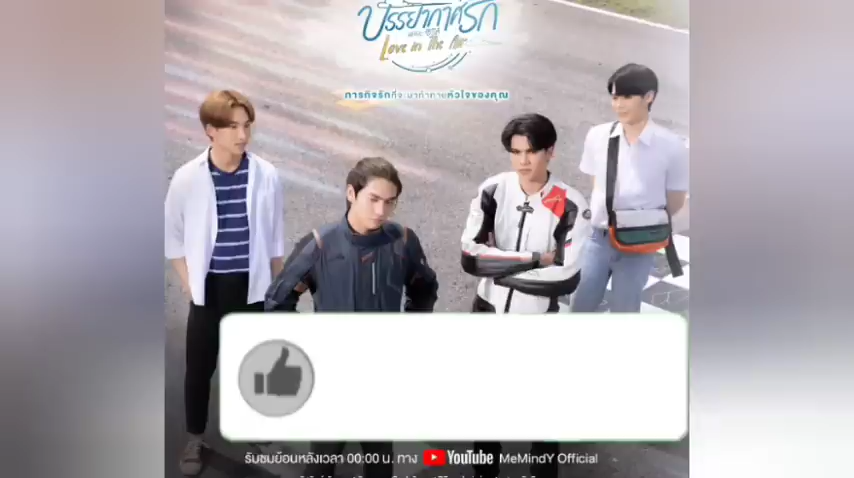 บรรยากาศรัก
Love in The Air
ภารกิจรักที่จะมาท้าทายหัวใจของคุณ
รับชมย้อนหลังเวลา 00:00 น. ทาง YouTube MeMindY Official